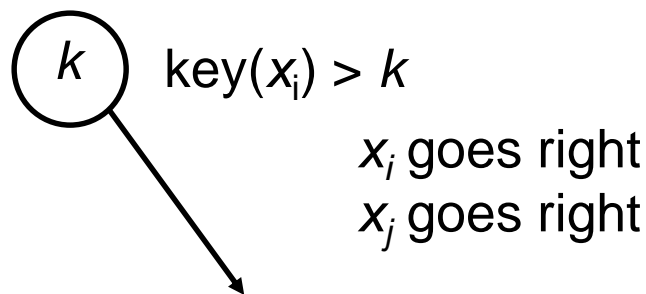 k key(xᵢ) > k
xᵢ goes right
xⱼ goes right